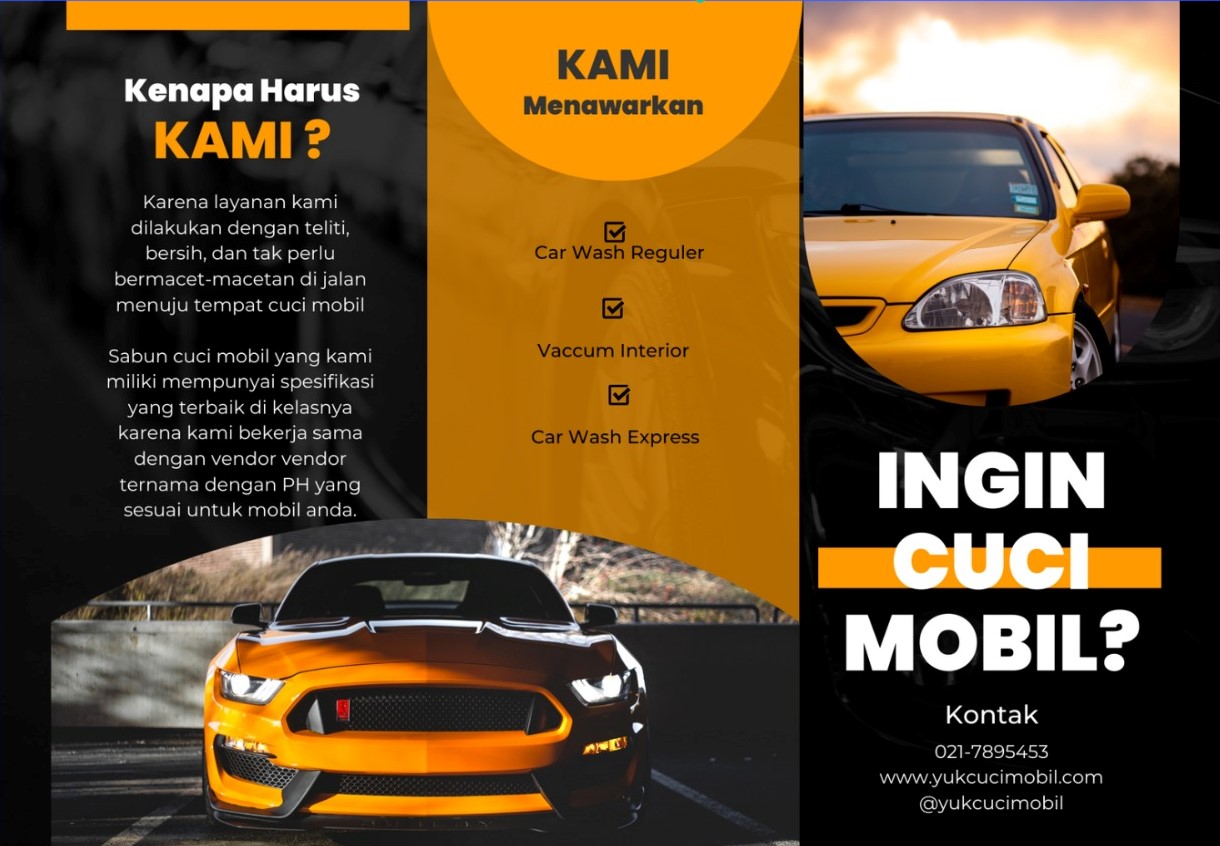 Kenapa Harus
KAMI ?
Karena layanan kami
dilakukan dengan teliti,
bersih, dan tak perlu
bermacet-macetan di jalan
menuju tempat cuci mobil
Sabun cuci mobil yang kami
miliki mempunyai spesifikasi
yang terbaik di kelasnya
karena kami bekerja sama
dengan vendor vendor
ternama dengan PH yang
sesuai untuk mobil anda.
KAMI
Menawarkan
Car Wash Reguler
Vaccum Interior
Car Wash Express
INGIN
CUCI
MOBIL?
Kontak
021-7895453
www.yukcucimobil.com
@yukcucimobil